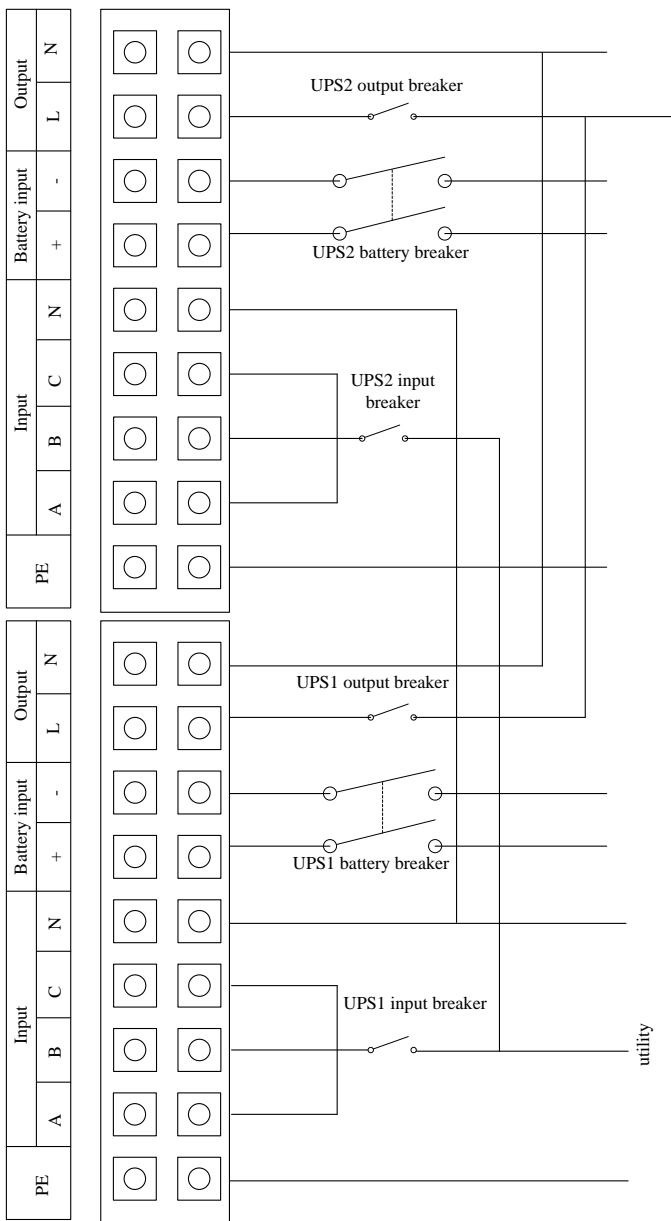 Output
N
L
UPS2 output breaker
Battery input
-
+
UPS2 battery breaker
Input
N
C
B
A
UPS2 input
breaker
PE
Output
N
L
UPS1 output breaker
Battery input
-
+
UPS1 battery breaker
Input
N
C
B
A
UPS1 input breaker
utility
PE